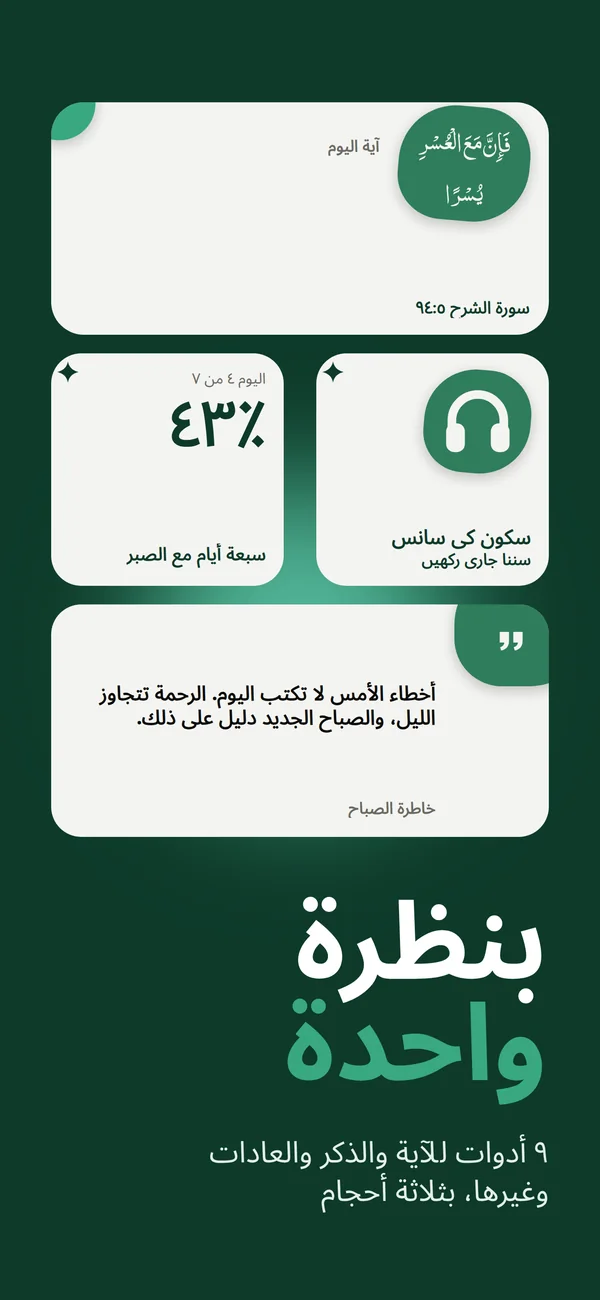 فَإِنَّ مَعَ الْعُسْرِ
يُسْرًا
آية اليوم
سورة الشرح ٩٤:٥
سكون کی سانس
سننا جاری رکھیں
اليوم ٤ من ٧
٤٣٪
سبعة أيام مع الصبر
”
أخطاء الأمس لا تكتب اليوم. الرحمة تتجاوز
الليل، والصباح الجديد دليل على ذلك.
خاطرة الصباح
بنظرة
واحدة
٩ أدوات للآية والذكر والعادات
وغيرها، بثلاثة أحجام